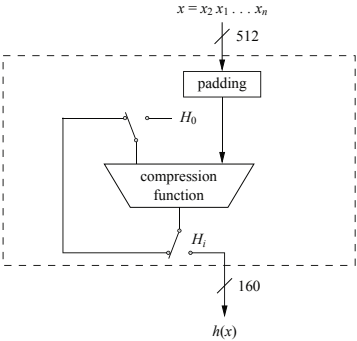 x = x₂ x₁ . . . xₙ
512
padding
H₀
compression
function
Hᵢ
160
h(x)